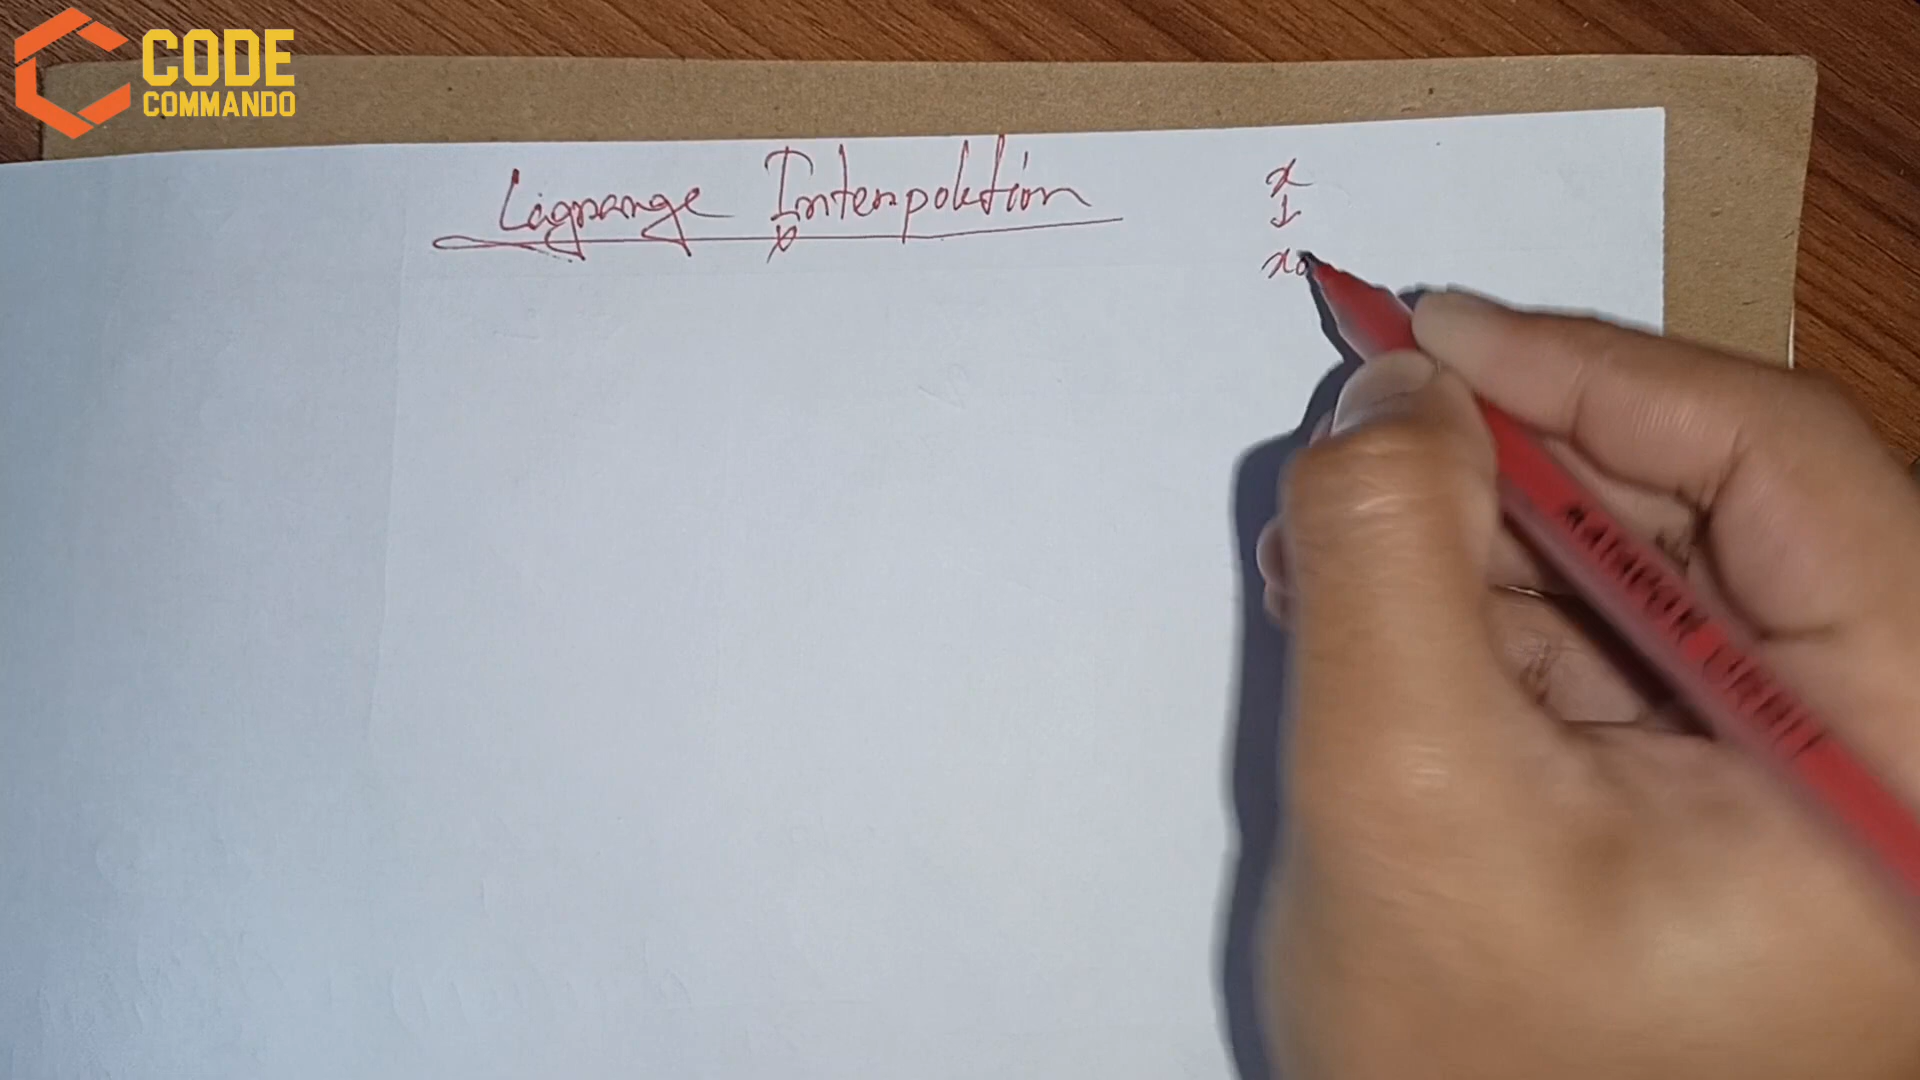 CODE
COMMANDO
Lagrange Interpolation
x
x0